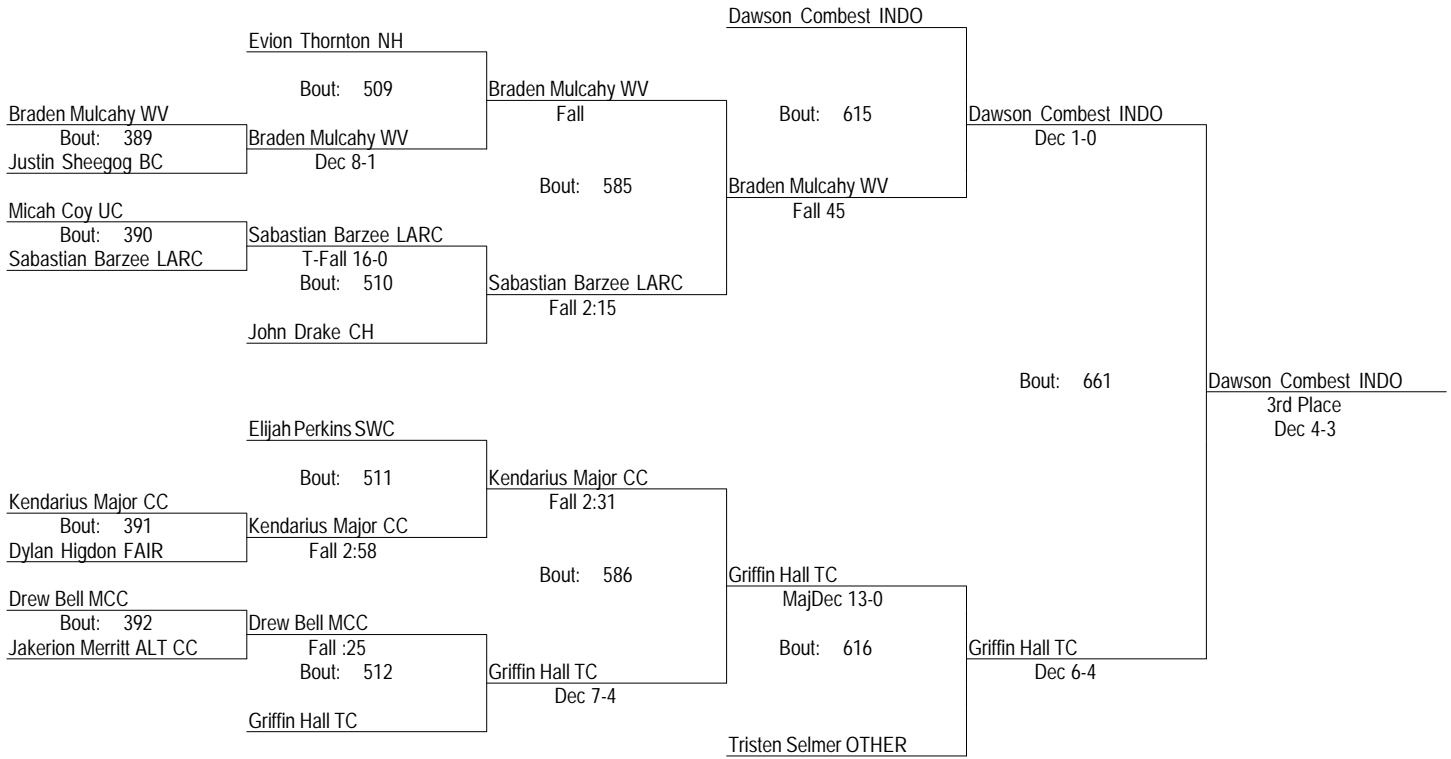 Dawson Combest INDO
Evion Thornton NH
Bout: 509
Braden Mulcahy WV
Fall
Braden Mulcahy WV
Bout: 389
Justin Sheegog BC
Braden Mulcahy WV
Dec 8-1
Bout: 615
Dawson Combest INDO
Dec 1-0
Bout: 585
Braden Mulcahy WV
Fall 45
Micah Coy UC
Bout: 390
Sabastian Barzee LARC
Sabastian Barzee LARC
T-Fall 16-0
Bout: 510
Sabastian Barzee LARC
Fall 2:15
John Drake CH
Bout: 661
Dawson Combest INDO
3rd Place
Dec 4-3
Elijah Perkins SWC
Bout: 511
Kendarius Major CC
Fall 2:31
Kendarius Major CC
Bout: 391
Dylan Higdon FAIR
Kendarius Major CC
Fall 2:58
Bout: 586
Griffin Hall TC
MajDec 13-0
Drew Bell MCC
Bout: 392
Jakerion Merritt ALT CC
Drew Bell MCC
Fall :25
Bout: 512
Griffin Hall TC
Dec 7-4
Bout: 616
Griffin Hall TC
Dec 6-4
Griffin Hall TC
Tristen Selmer OTHER